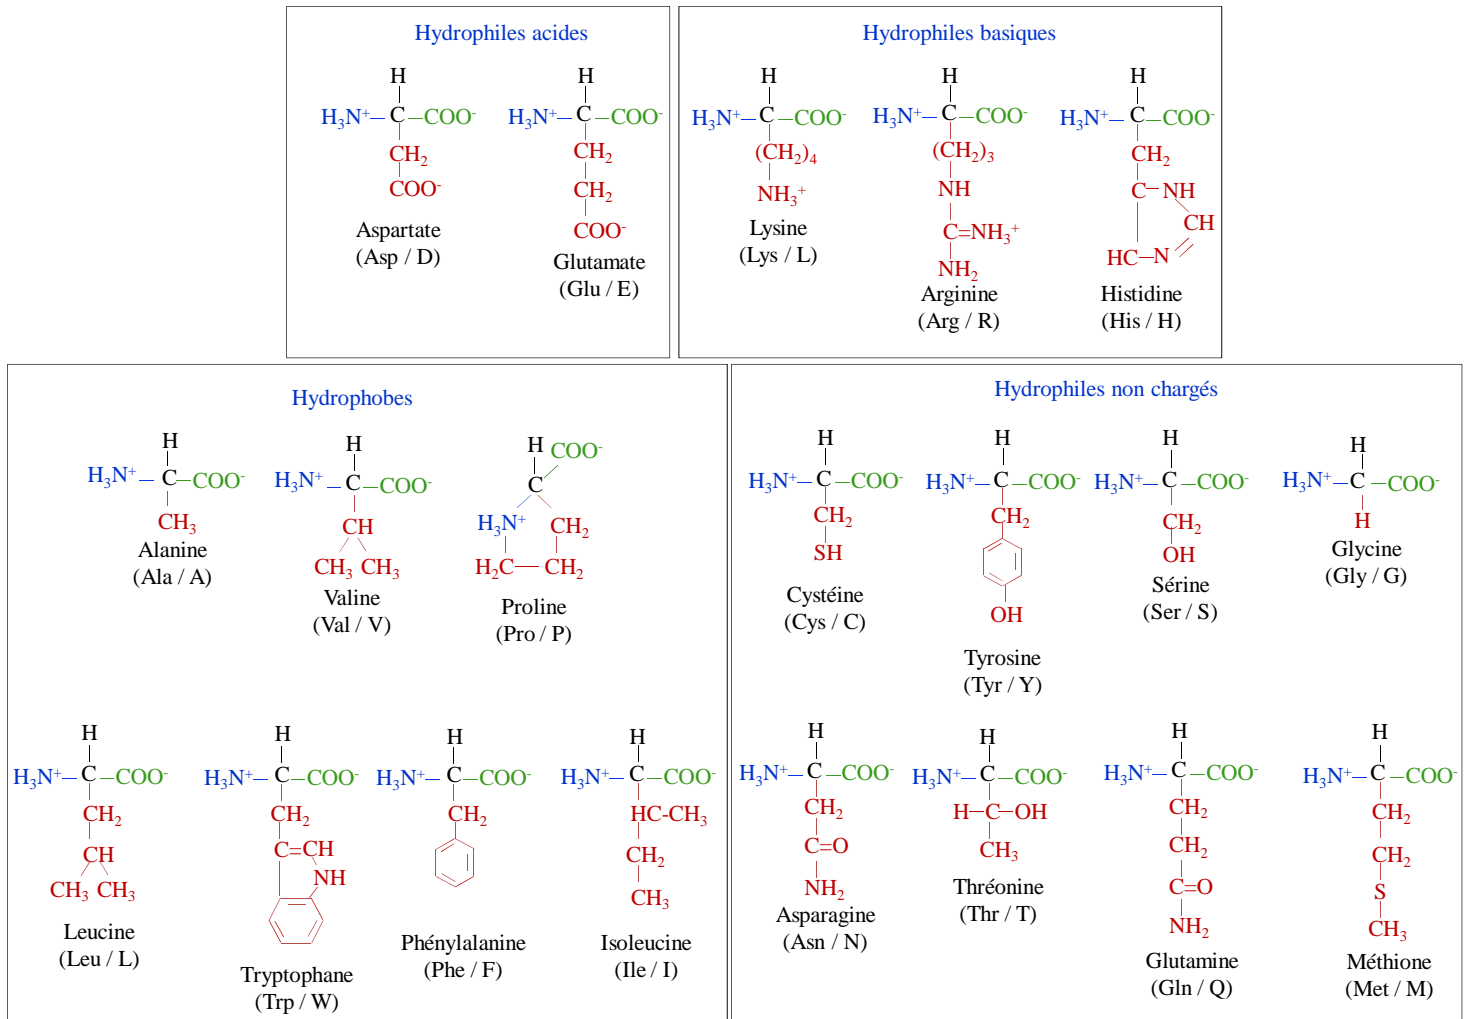 Hydrophiles acides
H
H₃N⁺–C–COO⁻
CH₂
COO⁻
Aspartate
(Asp / D)
H
H₃N⁺–C–COO⁻
CH₂
CH₂
COO⁻
Glutamate
(Glu / E)
Hydrophiles basiques
H
H₃N⁺–C–COO⁻
(CH₂)₄
NH₃⁺
Lysine
(Lys / L)
H
H₃N⁺–C–COO⁻
(CH₂)₃
NH
C=NH₃⁺
NH₂
Arginine
(Arg / R)
H
H₃N⁺–C–COO⁻
CH₂
C–NH
CH
HC–N
Histidine
(His / H)
Hydrophobes
H
H₃N⁺–C–COO⁻
CH₃
Alanine
(Ala / A)
H
H₃N⁺–C–COO⁻
CH
CH₃ CH₃
Valine
(Val / V)
H COO⁻
C
H₃N⁺ CH₂
H₂C–CH₂
Proline
(Pro / P)
H
H₃N⁺–C–COO⁻
CH₂
CH
CH₃ CH₃
Leucine
(Leu / L)
H
H₃N⁺–C–COO⁻
CH₂
C=CH
NH
Tryptophane
(Trp / W)
H
H₃N⁺–C–COO⁻
CH₂
Phénylalanine
(Phe / F)
H
H₃N⁺–C–COO⁻
HC-CH₃
CH₂
CH₃
Isoleucine
(Ile / I)
Hydrophiles non chargés
H
H₃N⁺–C–COO⁻
CH₂
SH
Cystéine
(Cys / C)
H
H₃N⁺–C–COO⁻
CH₂
OH
Tyrosine
(Tyr / Y)
H
H₃N⁺–C–COO⁻
CH₂
OH
Sérine
(Ser / S)
H
H₃N⁺–C–COO⁻
H
Glycine
(Gly / G)
H
H₃N⁺–C–COO⁻
CH₂
C=O
NH₂
Asparagine
(Asn / N)
H
H₃N⁺–C–COO⁻
H–C–OH
CH₃
Thréonine
(Thr / T)
H
H₃N⁺–C–COO⁻
CH₂
CH₂
C=O
NH₂
Glutamine
(Gln / Q)
H
H₃N⁺–C–COO⁻
CH₂
CH₂
S
CH₃
Méthione
(Met / M)